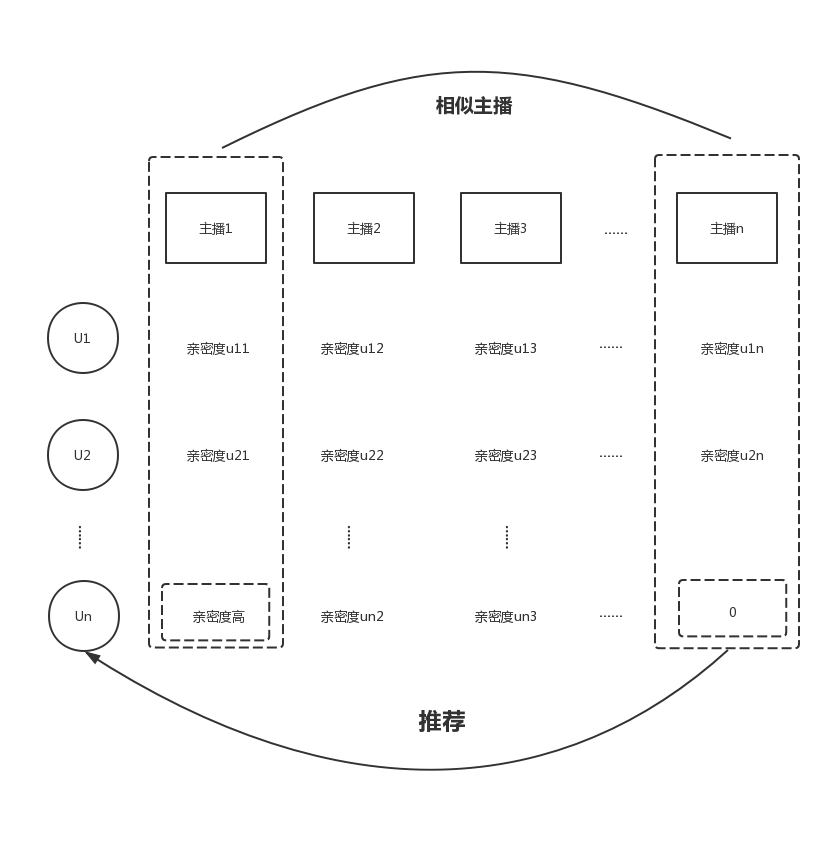 相似主播
主播1
主播2
主播3
......
主播n
U1
亲密度u11
亲密度u12
亲密度u13
......
亲密度u1n
U2
亲密度u21
亲密度u22
亲密度u23
......
亲密度u2n
Un
亲密度高
亲密度un2
亲密度un3
......
0
推荐